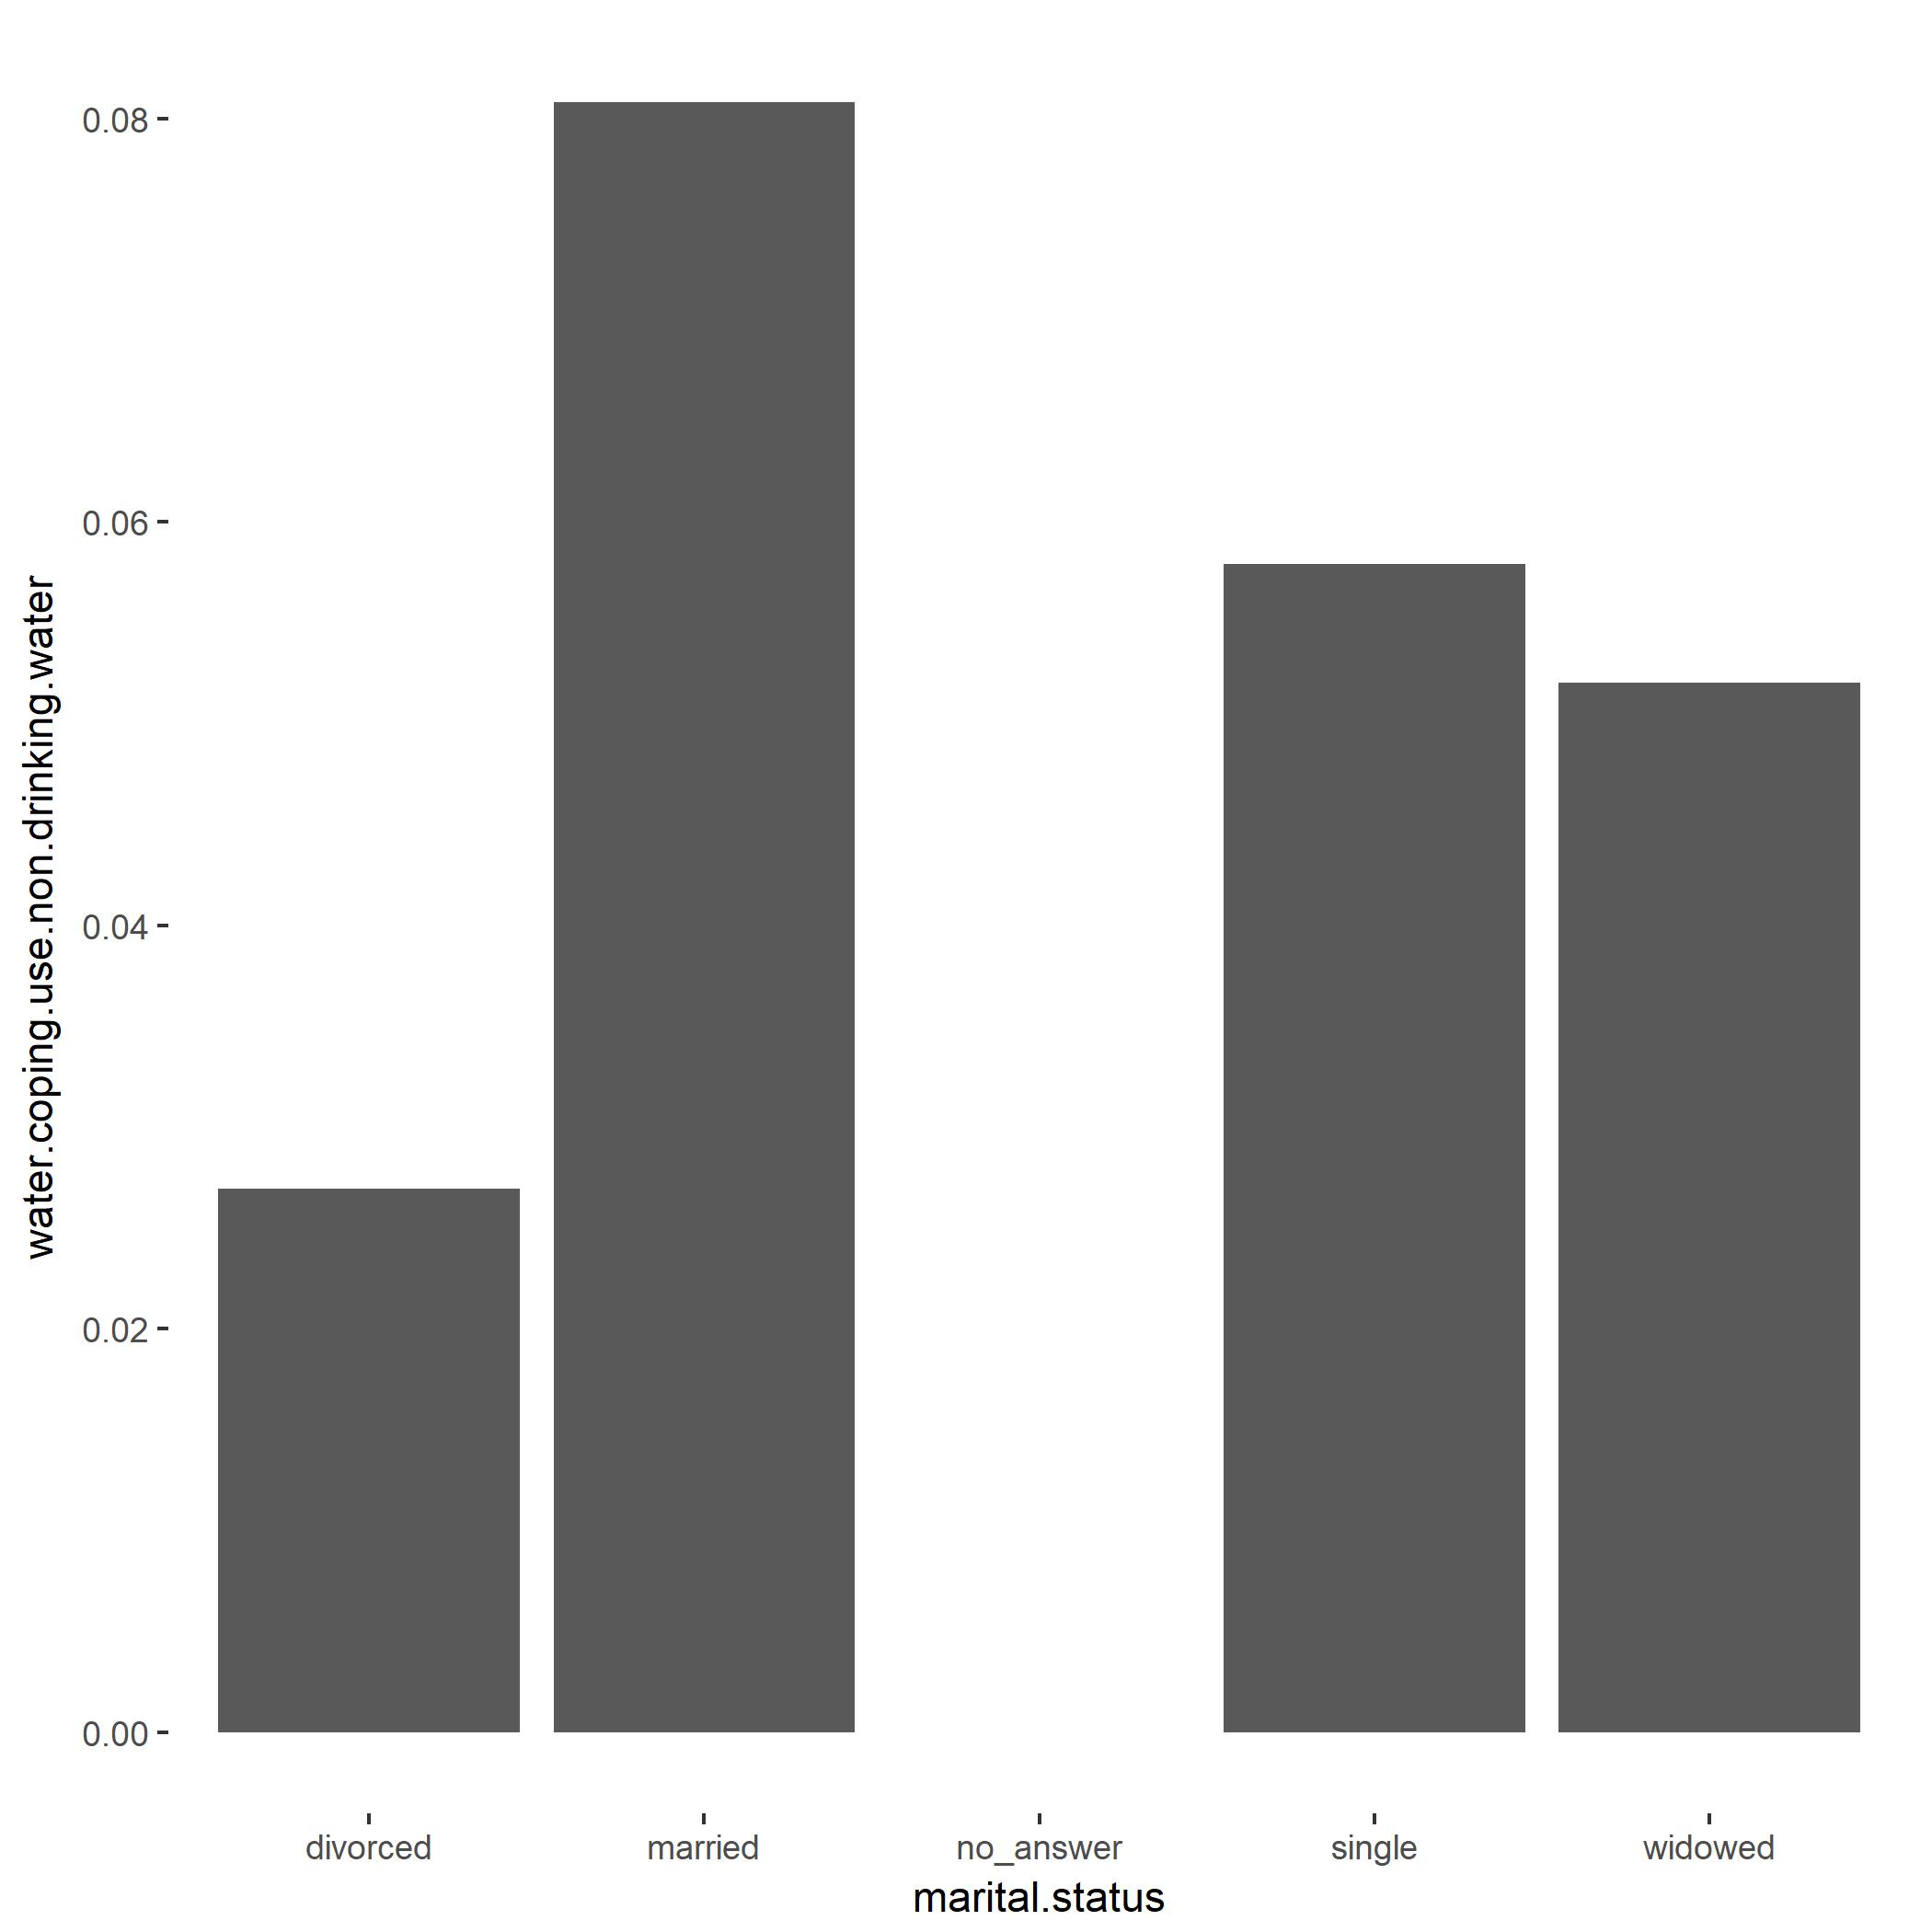 water.coping.use.non.drinking.water
0.08
0.06
0.04
0.02
0.00
divorced
married
no_answer
single
widowed
marital.status